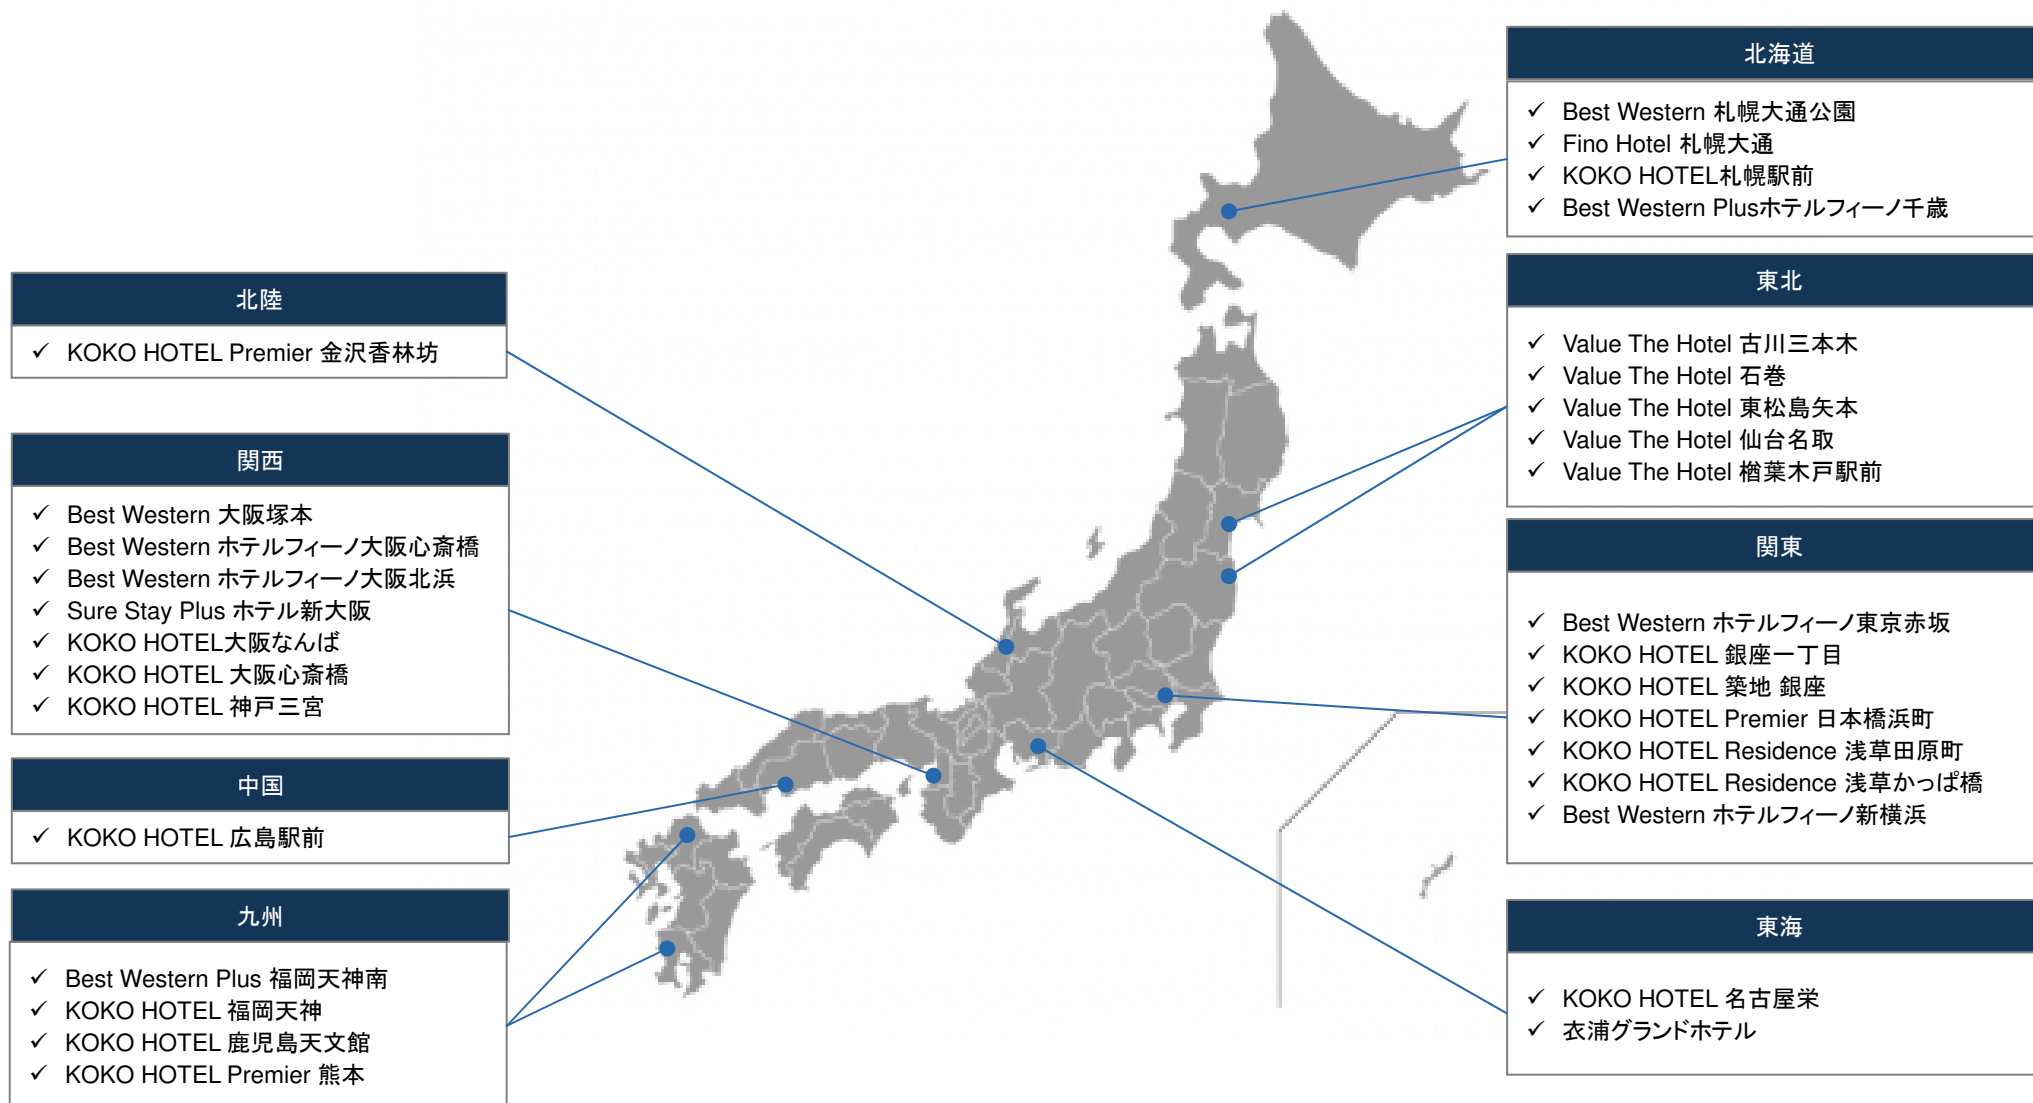 北海道
✓ Best Western 札幌大通公園
✓ Fino Hotel 札幌大通
✓ KOKO HOTEL札幌駅前
✓ Best Western Plusホテルフィーノ千歳
北陸
✓ KOKO HOTEL Premier 金沢香林坊
東北
✓ Value The Hotel 古川三本木
✓ Value The Hotel 石巻
✓ Value The Hotel 東松島矢本
✓ Value The Hotel 仙台名取
✓ Value The Hotel 楢葉木戸駅前
関西
✓ Best Western 大阪塚本
✓ Best Western ホテルフィーノ大阪心斎橋
✓ Best Western ホテルフィーノ大阪北浜
✓ Sure Stay Plus ホテル新大阪
✓ KOKO HOTEL大阪なんば
✓ KOKO HOTEL 大阪心斎橋
✓ KOKO HOTEL 神戸三宮
関東
✓ Best Western ホテルフィーノ東京赤坂
✓ KOKO HOTEL 銀座一丁目
✓ KOKO HOTEL 築地 銀座
✓ KOKO HOTEL Premier 日本橋浜町
✓ KOKO HOTEL Residence 浅草田原町
✓ KOKO HOTEL Residence 浅草かっぱ橋
✓ Best Western ホテルフィーノ新横浜
中国
✓ KOKO HOTEL 広島駅前
九州
✓ Best Western Plus 福岡天神南
✓ KOKO HOTEL 福岡天神
✓ KOKO HOTEL 鹿児島天文館
✓ KOKO HOTEL Premier 熊本
東海
✓ KOKO HOTEL 名古屋栄
✓ 衣浦グランドホテル